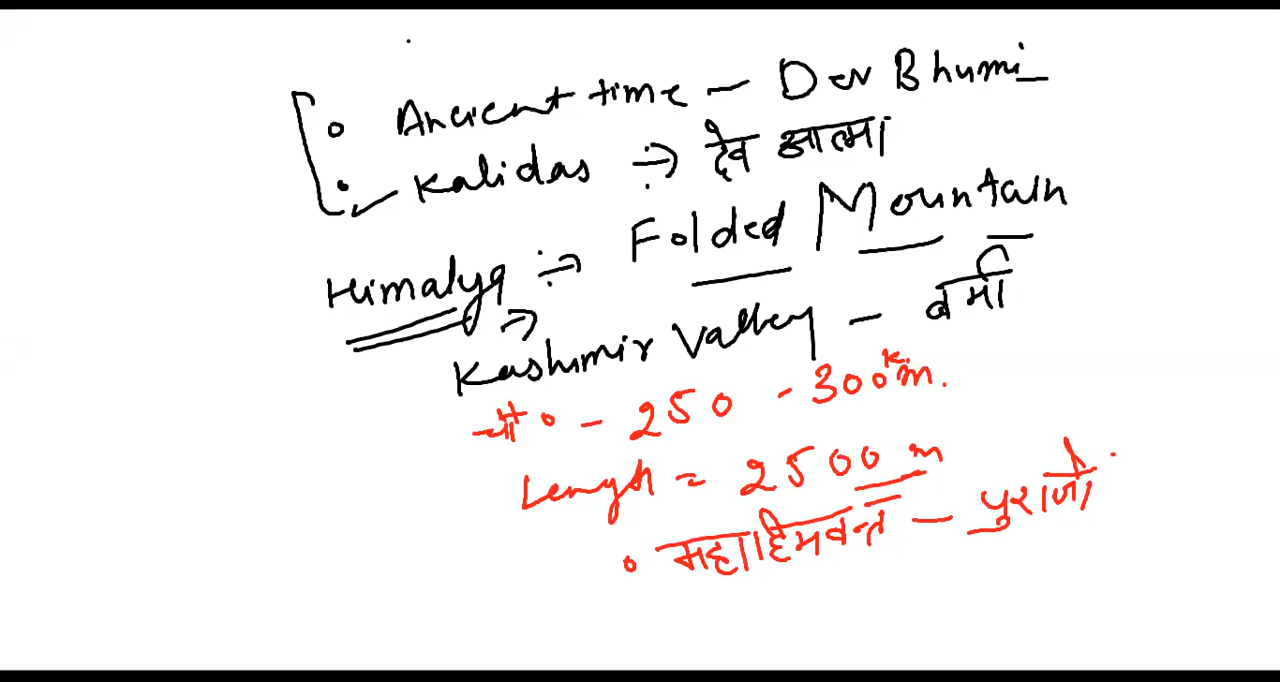 • Ancient time - Dev Bhumi
• Kalidas ÷> देव आत्मा
Himalya ÷> Folded Mountain
→ Kashmir Valley - बर्मा
चौ० - 250 - 300 km.
Length = 2500 m
• महाहिमवन्त - पुराणों